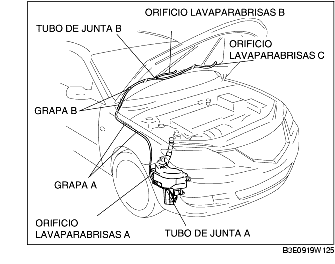 ORIFICIO LAVAPARABRISAS B
TUBO DE JUNTA B
ORIFICIO
LAVAPARABRISAS C
GRAPA B
GRAPA A
ORIFICIO
LAVAPARABRISAS A
TUBO DE JUNTA A
B3E0919W125